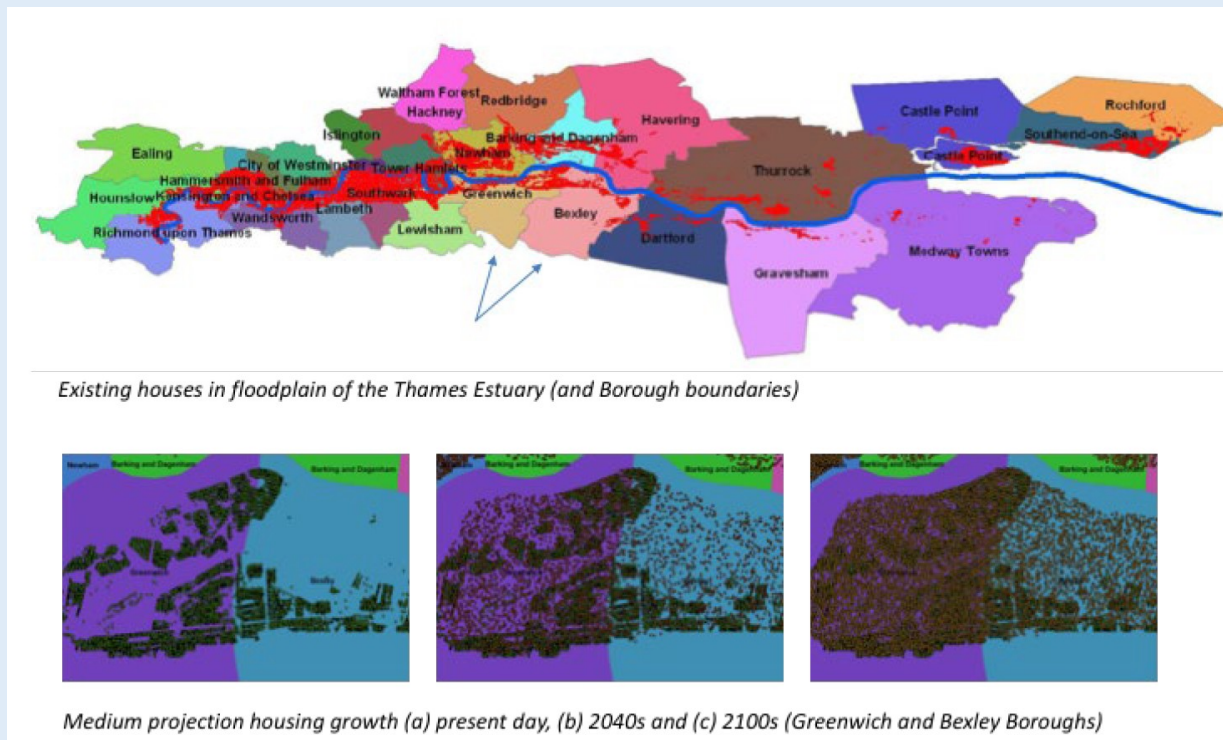 Waltham Forest
Hackney
Redbridge
Havering
Castle Point
Rochford
Islington
Barking and Dagenham
Southend-on-Sea
Ealing
Newham
City of Westminster
Tower Hamlets
Castle Point
Thurrock
Hammersmith and Fulham
Hounslow
Kensington and Chelsea
Southwark
Greenwich
Wandsworth
Lambeth
Bexley
Richmond upon Thames
Lewisham
Dartford
Medway Towns
Gravesham
Existing houses in floodplain of the Thames Estuary (and Borough boundaries)
Newham
Barking and Dagenham
Barking and Dagenham
Greenwich
Bexley
Barking and Dagenham
Barking and Dagenham
Barking and Dagenham
Barking and Dagenham
Medium projection housing growth (a) present day, (b) 2040s and (c) 2100s (Greenwich and Bexley Boroughs)